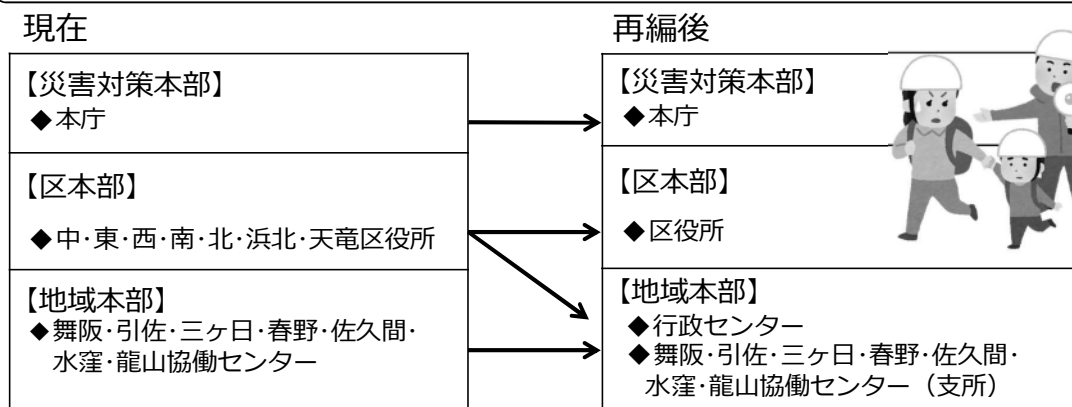 現在
【災害対策本部】
◆本庁
【区本部】
◆中･東･西･南･北･浜北･天竜区役所
【地域本部】
◆舞阪･引佐･三ヶ日･春野･佐久間･
水窪･龍山協働センター
再編後
【災害対策本部】
◆本庁
【区本部】
◆区役所
【地域本部】
◆行政センター
◆舞阪･引佐･三ヶ日･春野･佐久間･
水窪･龍山協働センター（支所）